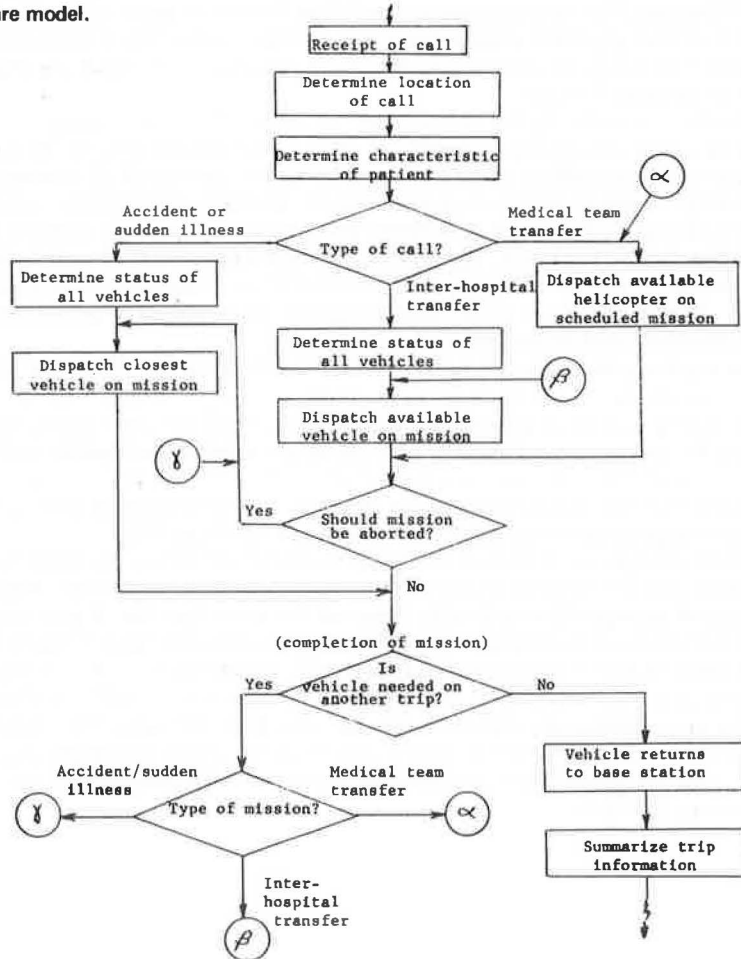 re model.
Receipt of call
Determine location
of call
Determine characteristic
of patient
α
Accident or
sudden illness
Medical team
transfer
Type of call?
Determine status of
all vehicles
Inter-hospital
transfer
Dispatch available
helicopter on
scheduled mission
Determine status of
all vehicles
Dispatch closest
vehicle on mission
β
Dispatch available
vehicle on mission
γ
Yes
Should mission
be aborted?
No
(completion of mission)
Is
vehicle needed on
another trip?
Yes
No
Vehicle returns
to base station
Accident/sudden
illness
Medical team
transfer
γ
Type of mission?
α
Summarize trip
information
Inter-
hospital
transfer
β